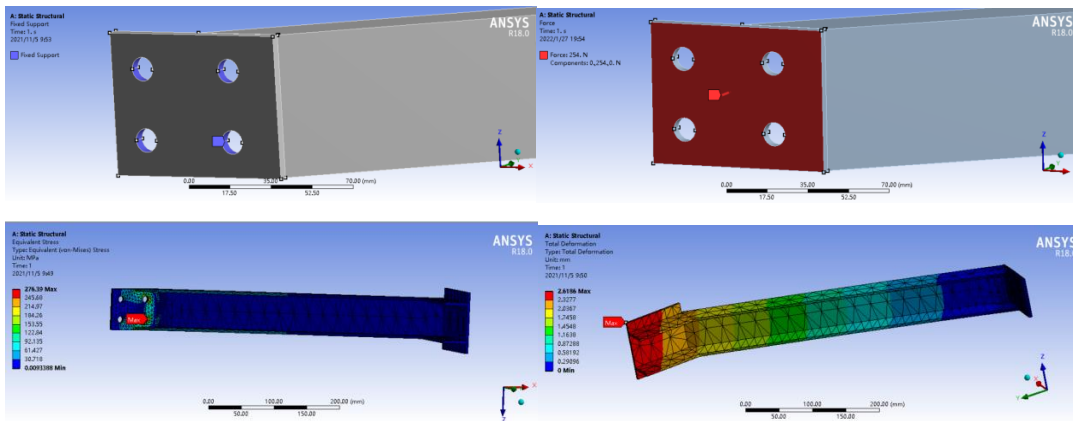 A: Static Structural
Fixed Support
Time: 1. s
2021/11/5 9:53
Fixed Support
ANSYS
R18.0
Z
X
0.00 35.00 70.00 (mm)
17.50 52.50
A: Static Structural
Force
Time: 1. s
2022/1/27 19:54
Force: 254. N
Components: 0.,254.,0. N
ANSYS
R18.0
Z
X
0.00 35.00 70.00 (mm)
17.50 52.50
A: Static Structural
Equivalent Stress
Type: Equivalent (von-Mises) Stress
Unit: MPa
Time: 1
2021/11/5 9:49
276.39 Max
245.69
214.97
184.26
153.55
122.84
92.135
61.427
30.718
0.0093388 Min
Max
ANSYS
R18.0
X
Z
0.00 100.00 200.00 (mm)
50.00 150.00
A: Static Structural
Total Deformation
Type: Total Deformation
Unit: mm
Time: 1
2021/11/5 9:50
2.6186 Max
2.3277
2.0367
1.7458
1.4548
1.1638
0.87288
0.58192
0.29096
0 Min
Max
ANSYS
R18.0
Z
X
Y
0.00 100.00 200.00 (mm)
50.00 150.00